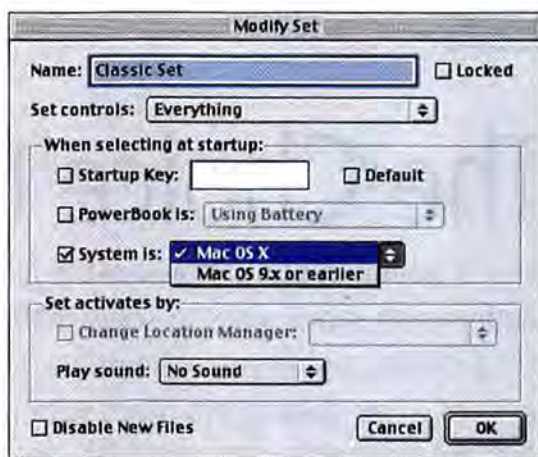 Modify Set
Name: Classic Set Locked
Set controls: Everything
When selecting at startup:
Startup Key: Default
PowerBook is: Using Battery
System is: ✓ Mac OS X
Mac OS 9.x or earlier
Set activates by:
Change Location Manager:
Play sound: No Sound
Disable New Files Cancel OK